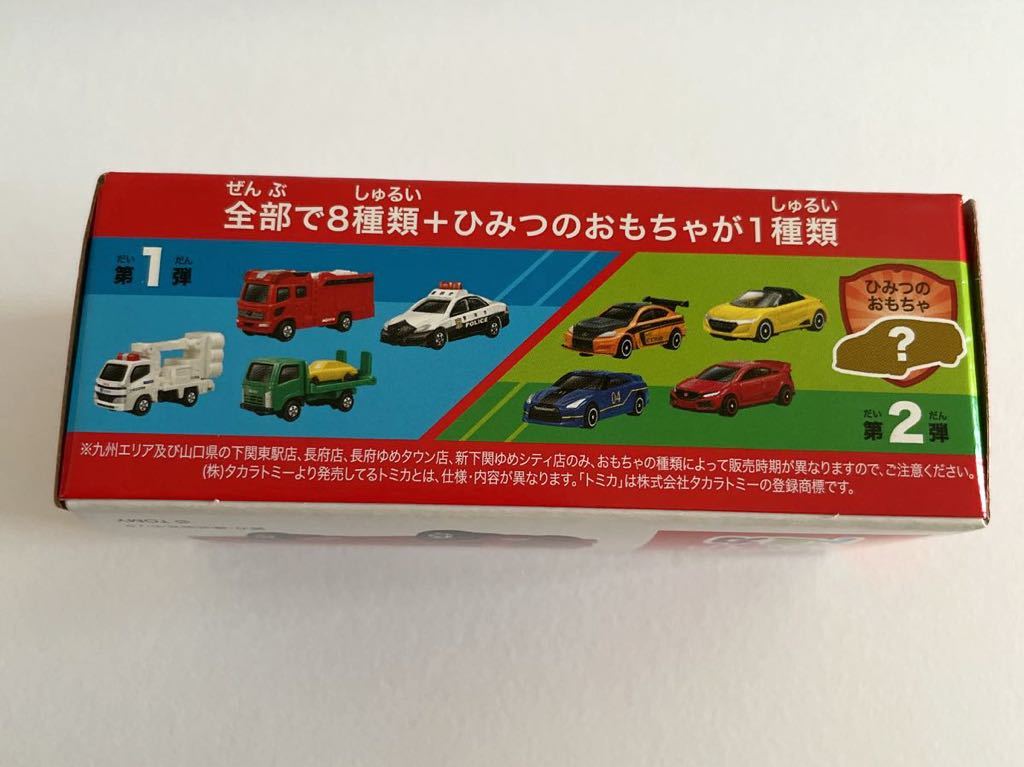 ぜんぶ しゅるい しゅるい
全部で8種類+ひみつのおもちゃが1種類
だい だん
第1弾
POLICE
04
ひみつの
おもちゃ
?
だい だん
第2弾
※九州エリア及び山口県の下関東駅店、長府店、長府ゆめタウン店、新下関ゆめシティ店のみ、おもちゃの種類によって販売時期が異なりますので、ご注意ください。
(株)タカラトミーより発売してるトミカとは、仕様・内容が異なります。「トミカ」は株式会社タカラトミーの登録商標です。
© TOMY